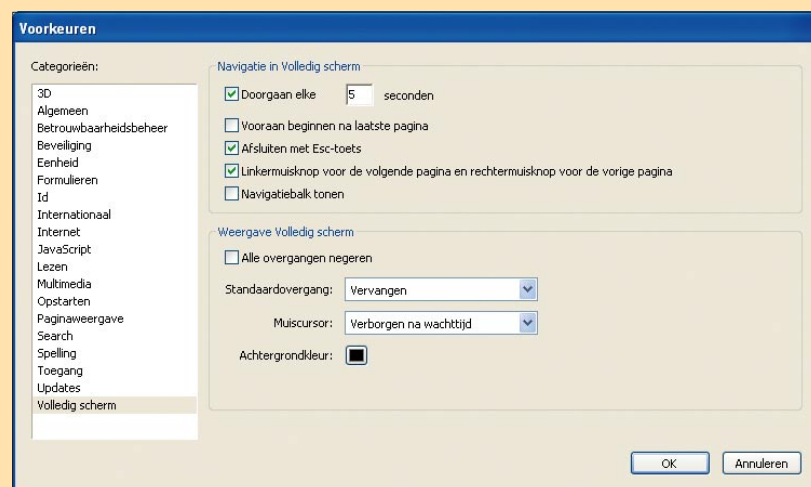 Voorkeuren
Categorieën:
3D
Algemeen
Betrouwbaarheidsbeheer
Beveiliging
Eenheid
Formulieren
Id
Internationaal
Internet
JavaScript
Lezen
Multimedia
Opstarten
Paginaweergave
Search
Spelling
Toegang
Updates
Volledig scherm
Navigatie in Volledig scherm
Doorgaan elke 5 seconden
Vooraan beginnen na laatste pagina
Afsluiten met Esc-toets
Linkermuisknop voor de volgende pagina en rechtermuisknop voor de vorige pagina
Navigatiebalk tonen
Weergave Volledig scherm
Alle overgangen negeren
Standaardovergang: Vervangen
Muiscursor: Verborgen na wachttijd
Achtergrondkleur:
OK Annuleren